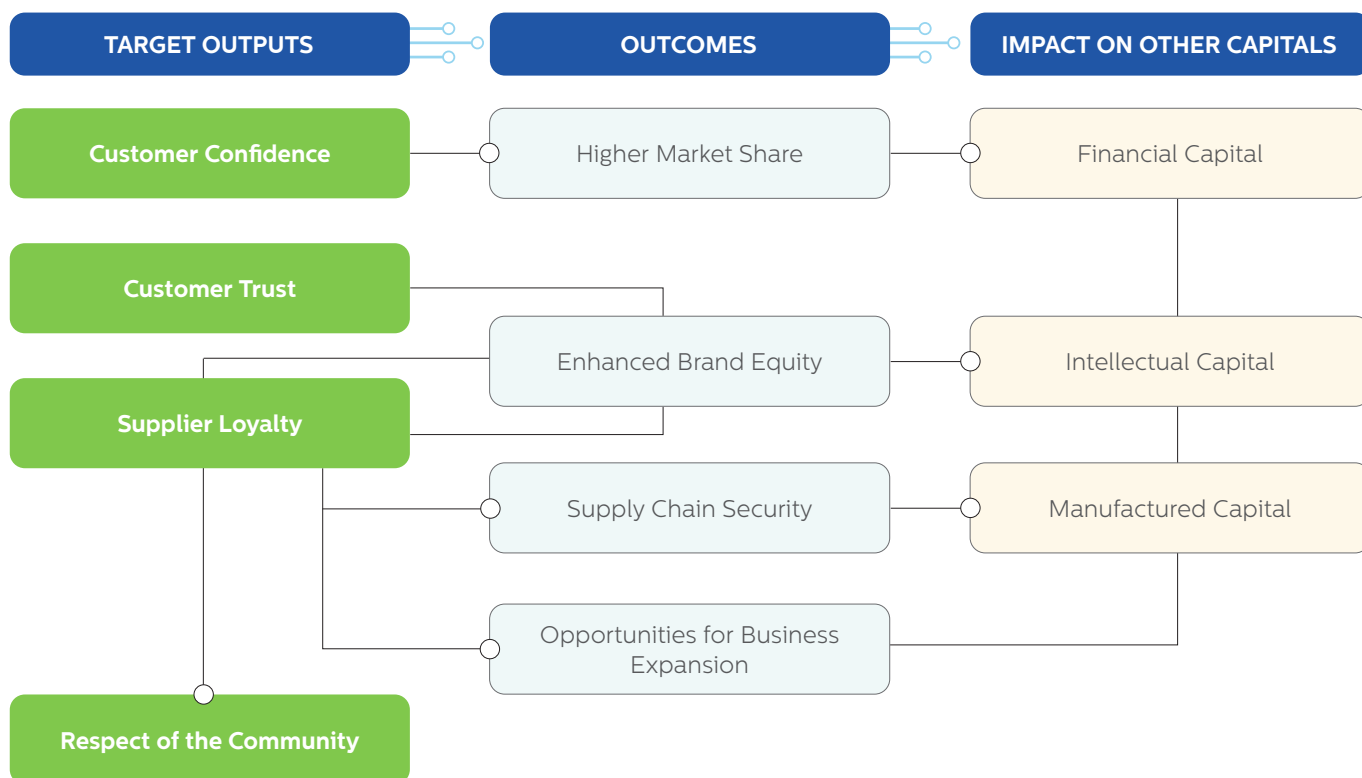 TARGET OUTPUTS
OUTCOMES
IMPACT ON OTHER CAPITALS
Customer Confidence
Higher Market Share
Financial Capital
Customer Trust
Enhanced Brand Equity
Intellectual Capital
Supplier Loyalty
Supply Chain Security
Manufactured Capital
Opportunities for Business
Expansion
Respect of the Community